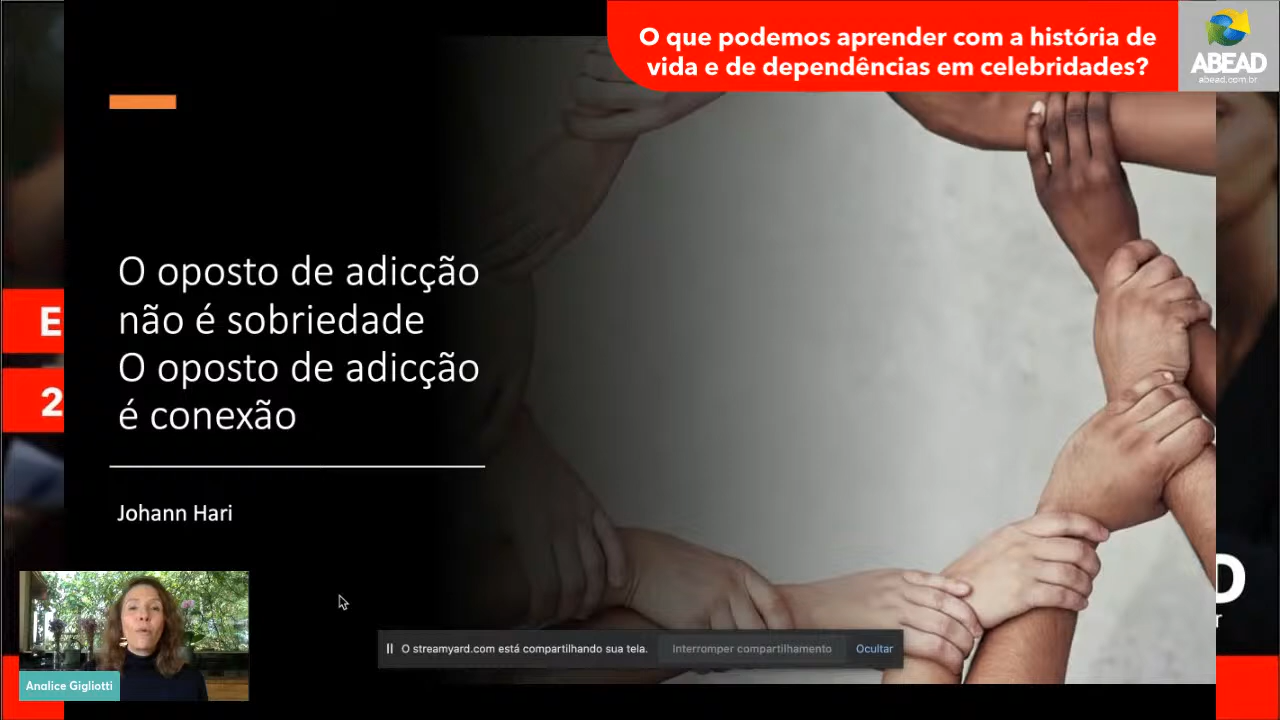 O que podemos aprender com a história de
vida e de dependências em celebridades?
ABEAD
abead.com.br
O oposto de adicção
não é sobriedade
O oposto de adicção
é conexão
Johann Hari
E
2
D
r
O streamyard.com está compartilhando sua tela.
Interromper compartilhamento
Ocultar
Analice Gigliotti